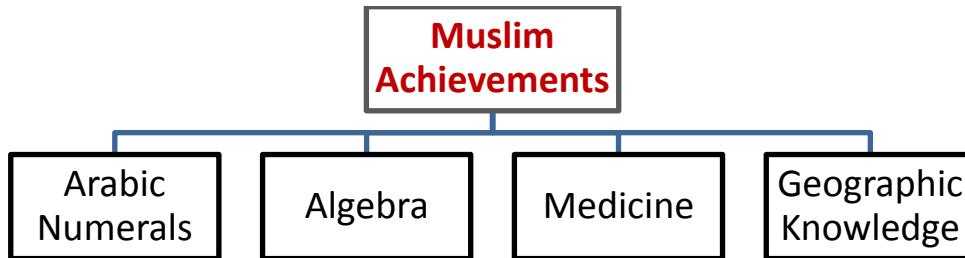 Muslim
Achievements
Arabic
Numerals
Algebra
Medicine
Geographic
Knowledge